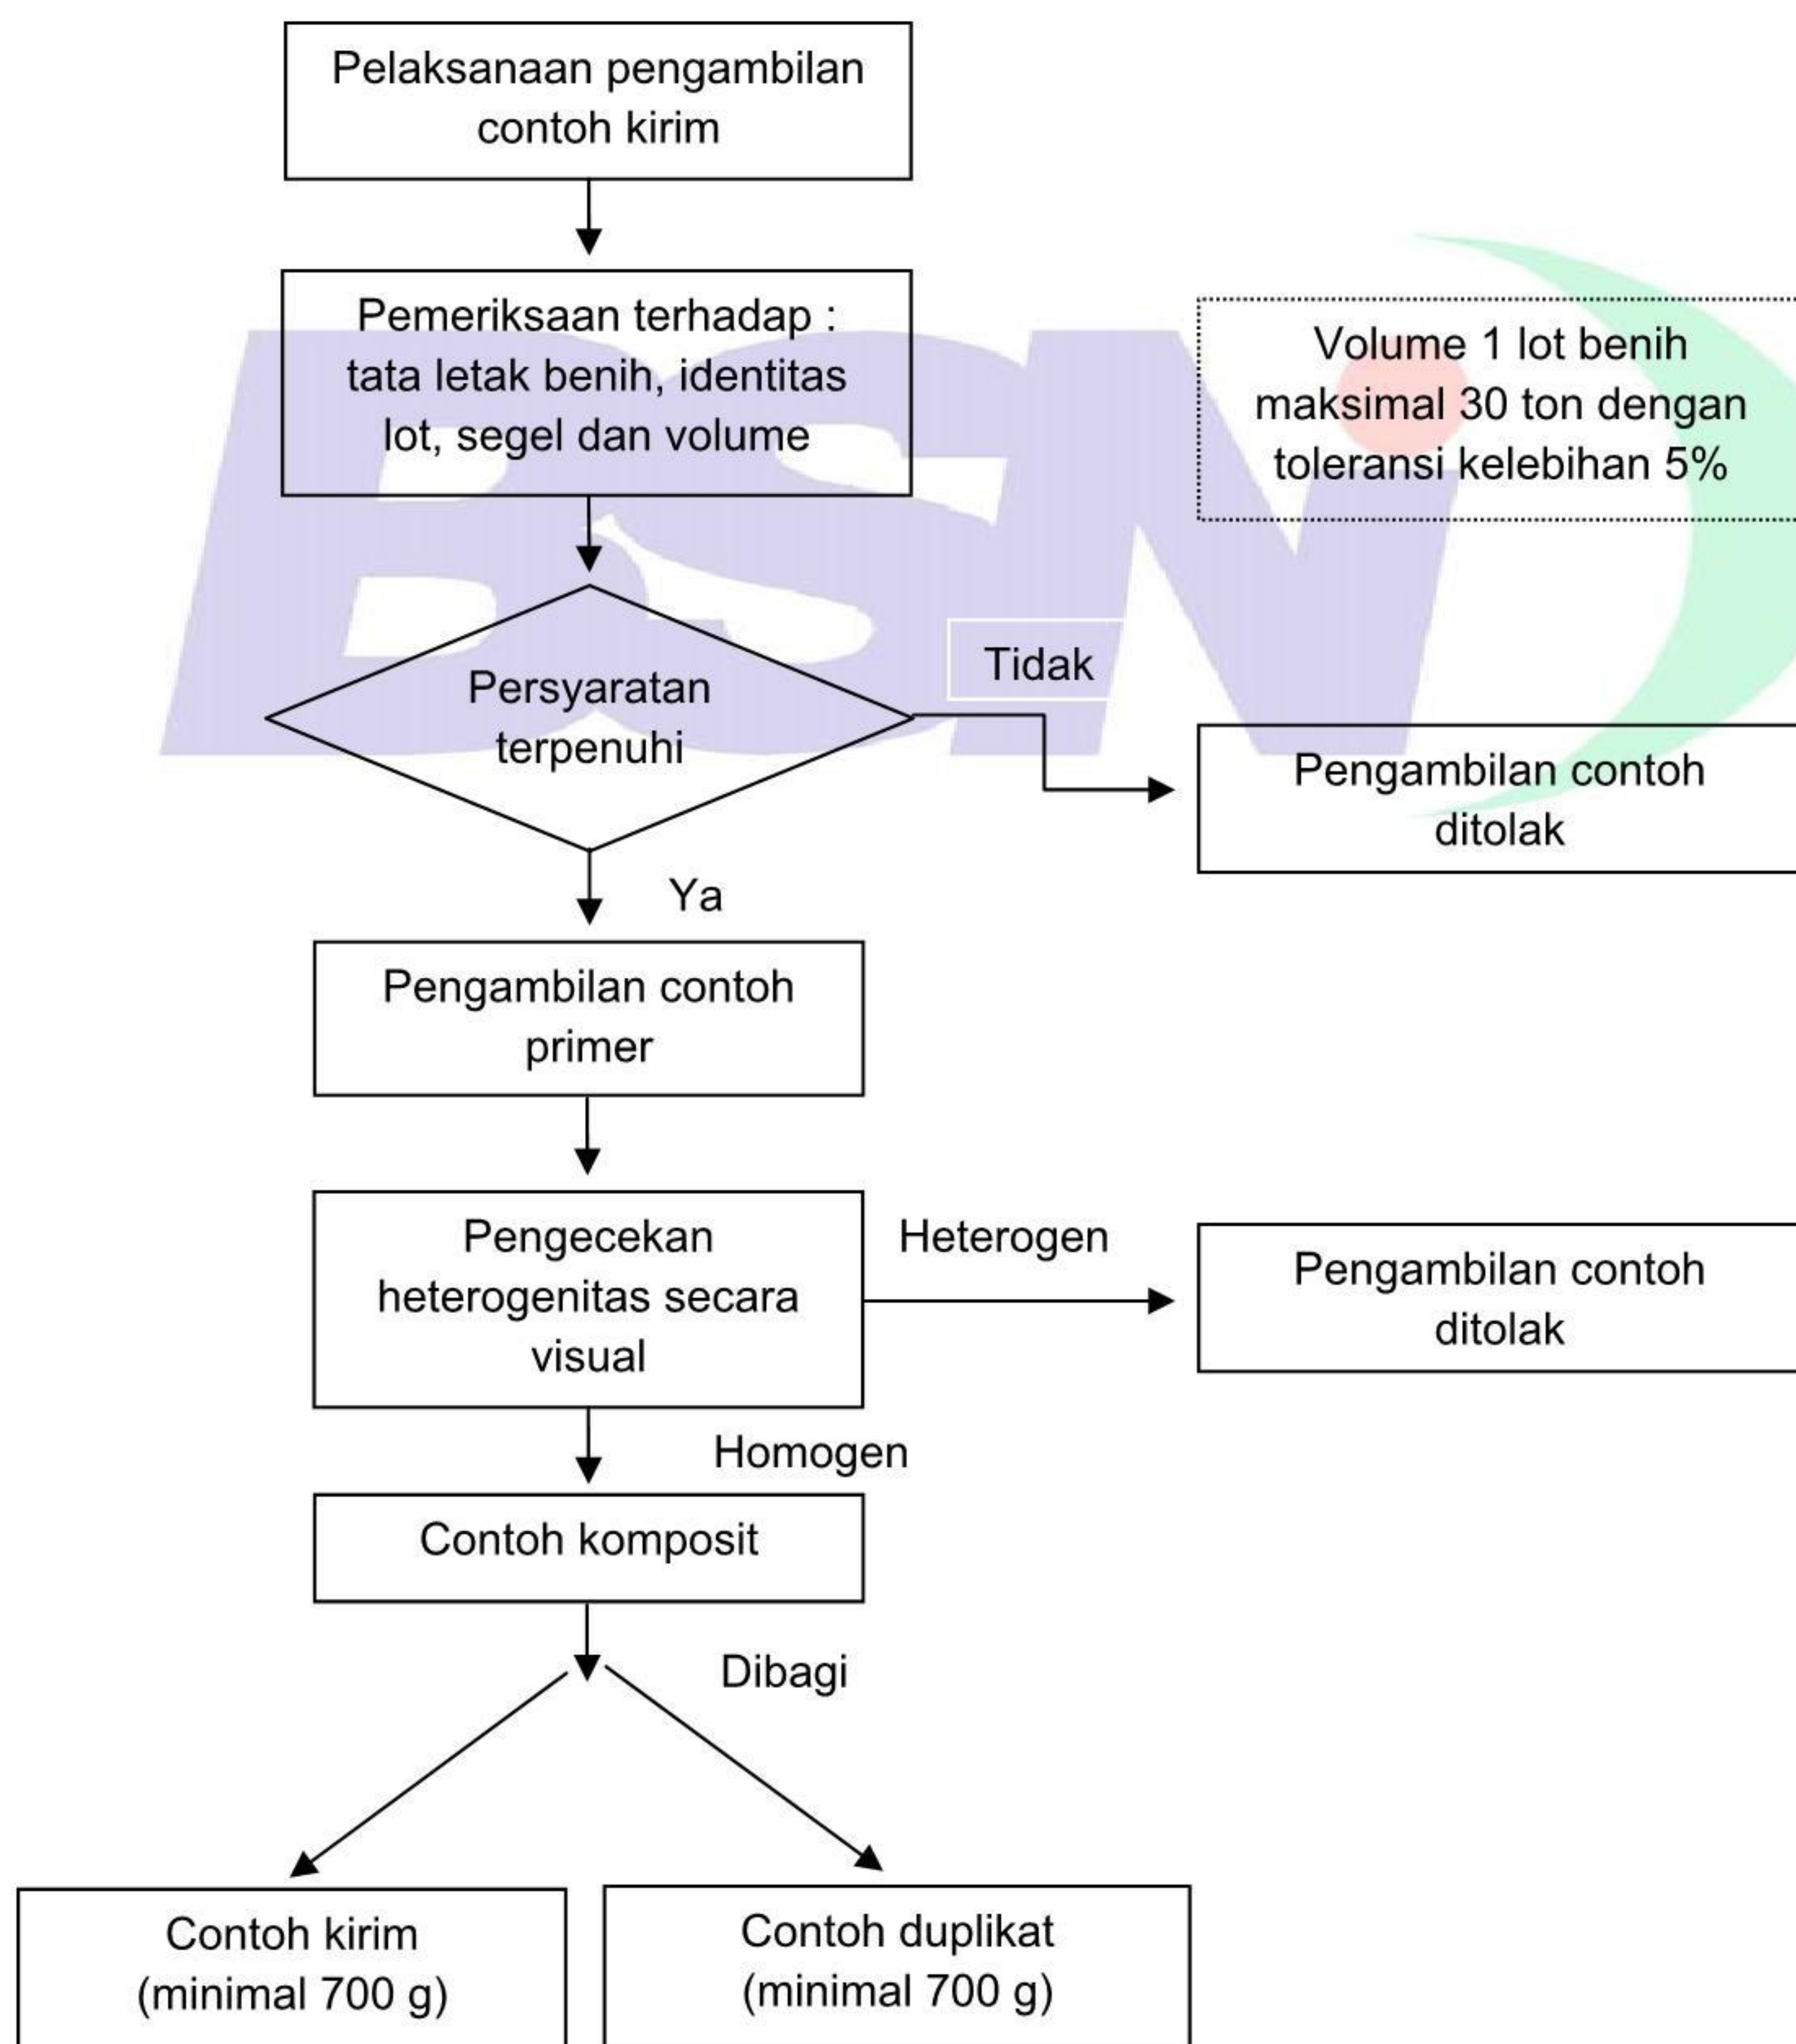 Pelaksanaan pengambilan
contoh kirim
Pemeriksaan terhadap :
tata letak benih, identitas
lot, segel dan volume
Volume 1 lot benih
maksimal 30 ton dengan
toleransi kelebihan 5%
Persyaratan
terpenuhi
Tidak
Pengambilan contoh
ditolak
Ya
Pengambilan contoh
primer
Pengecekan
heterogenitas secara
visual
Heterogen
Pengambilan contoh
ditolak
Homogen
Contoh komposit
Dibagi
Contoh kirim
(minimal 700 g)
Contoh duplikat
(minimal 700 g)
BSN